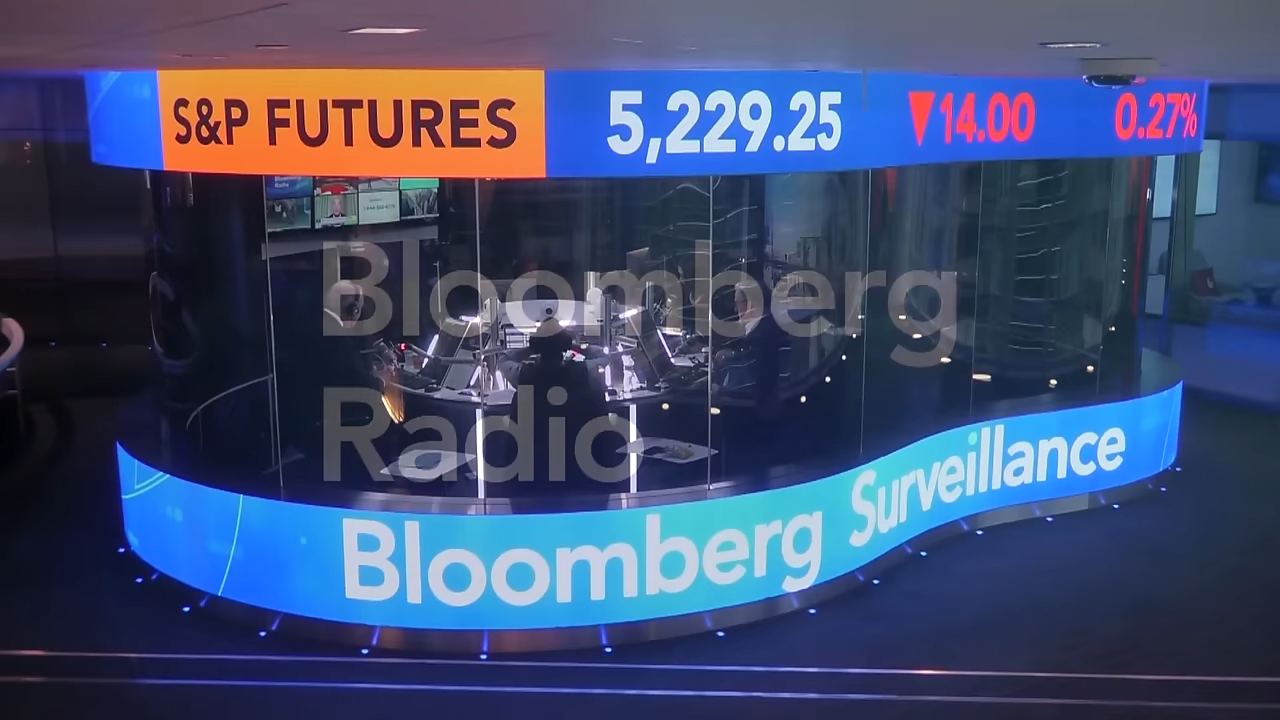 S&P FUTURES 5,229.25 ▼14.00 0.27%
Bloomberg
Radio
Bloomberg Surveillance